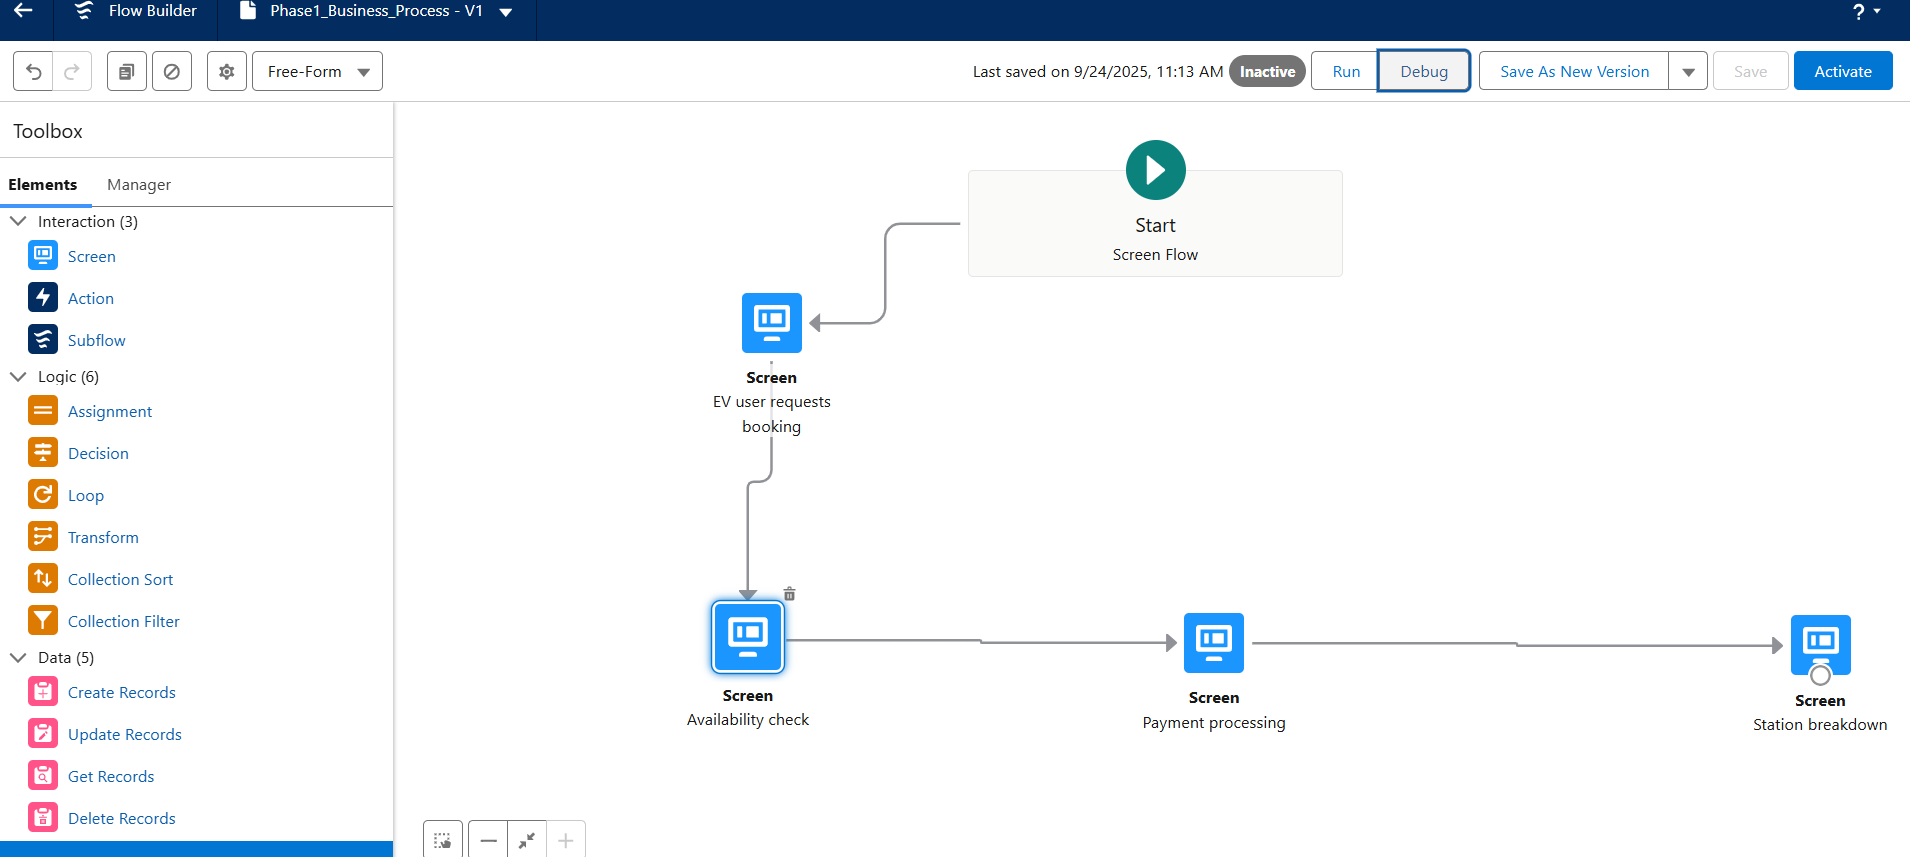 Flow Builder
Phase1_Business_Process - V1
?
Free-Form
Last saved on 9/24/2025, 11:13 AM
Inactive
Run
Debug
Save As New Version
Save
Activate
Toolbox
Elements
Manager
Interaction (3)
Screen
Action
Subflow
Logic (6)
Assignment
Decision
Loop
Transform
Collection Sort
Collection Filter
Data (5)
Create Records
Update Records
Get Records
Delete Records
Start
Screen Flow
Screen
EV user requests
booking
Screen
Availability check
Screen
Payment processing
Screen
Station breakdown